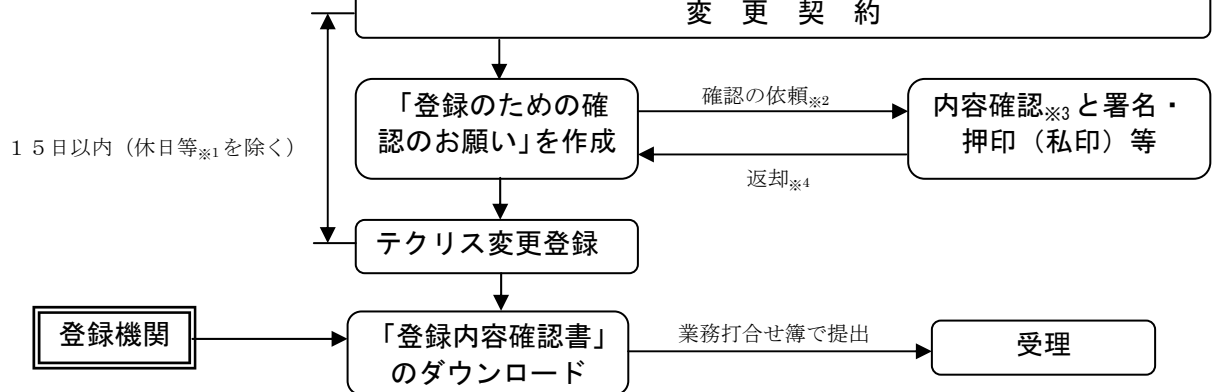 変　更　契　約
「登録のための確
認のお願い」を作成
確認の依頼※2
内容確認※3と署名・
押印（私印）等
１５日以内（休日等※1を除く）
返却※4
テクリス変更登録
登録機関
「登録内容確認書」
のダウンロード
業務打合せ簿で提出
受理